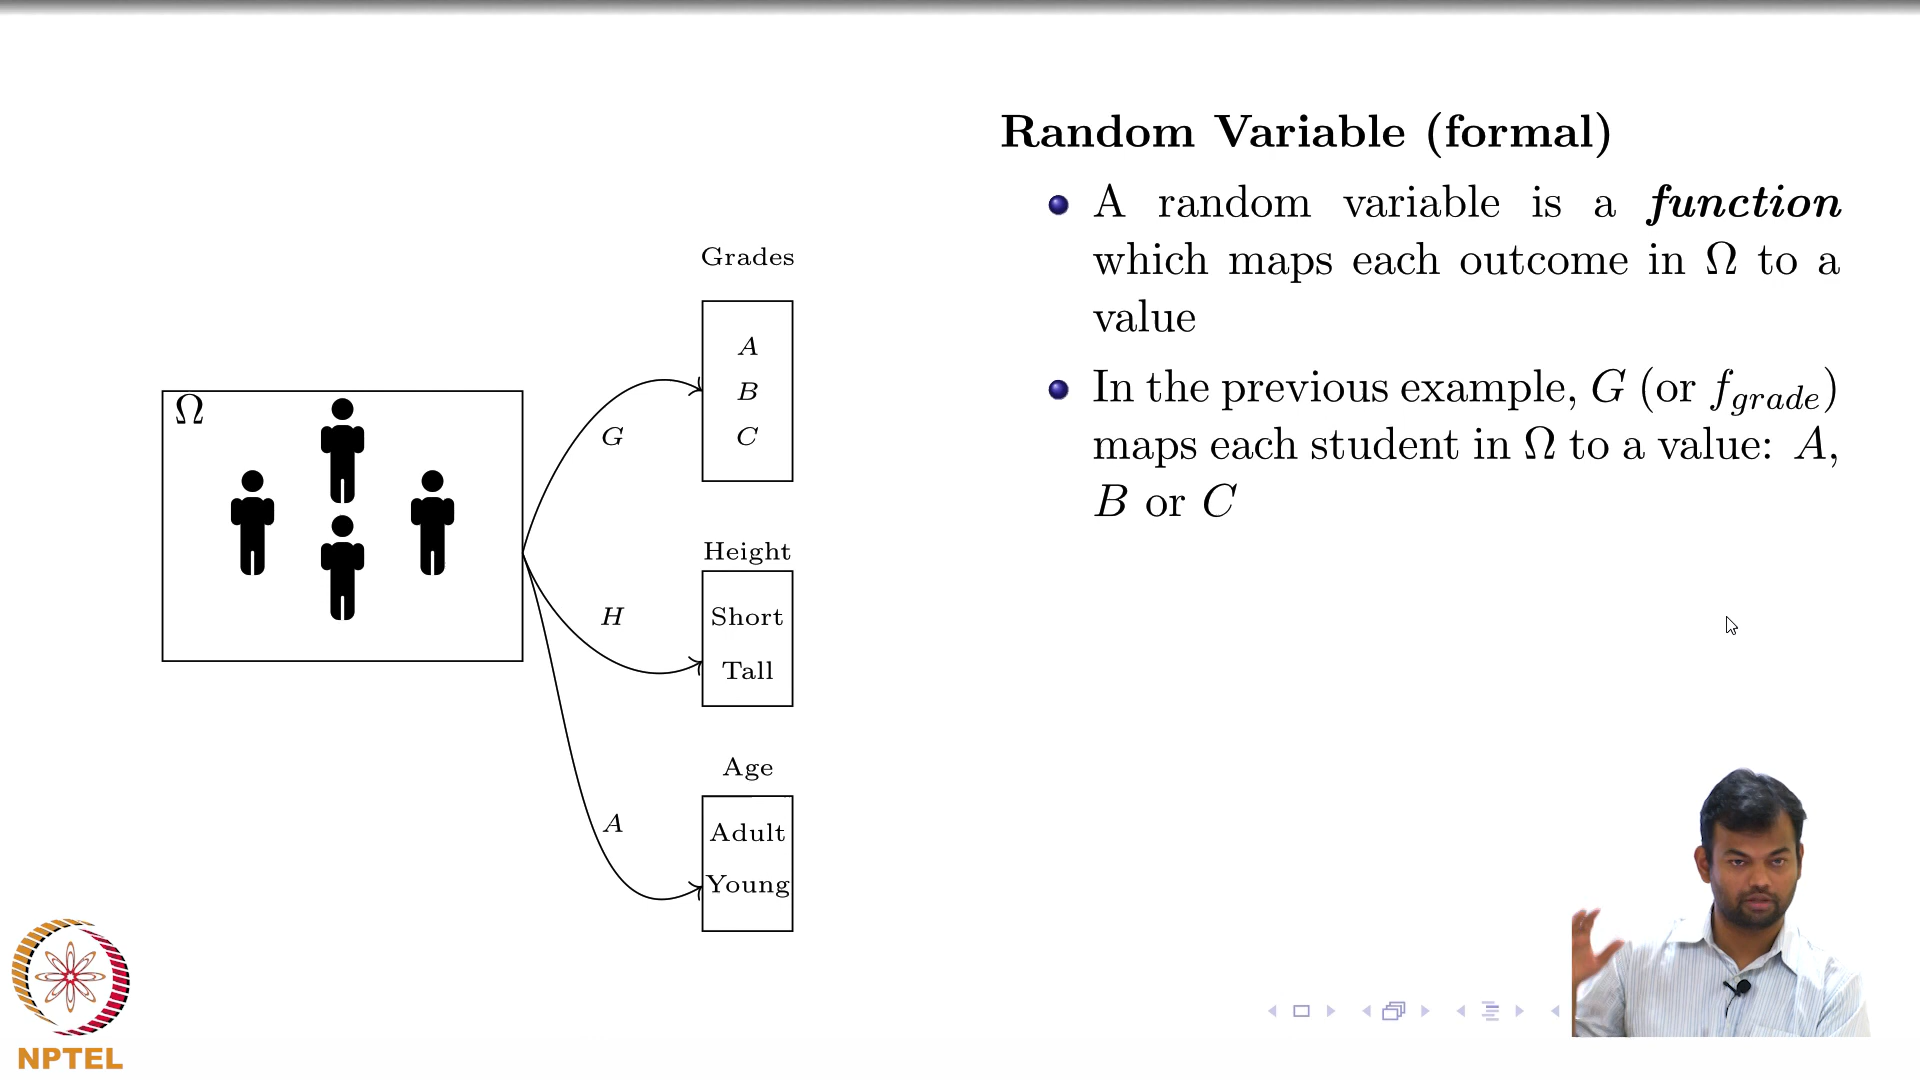 Random Variable (formal)
A random variable is a function
which maps each outcome in Ω to a
value
In the previous example, G (or f_grade)
maps each student in Ω to a value: A,
B or C
Ω
G
H
A
Grades
A
B
C
Height
Short
Tall
Age
Adult
Young
NPTEL